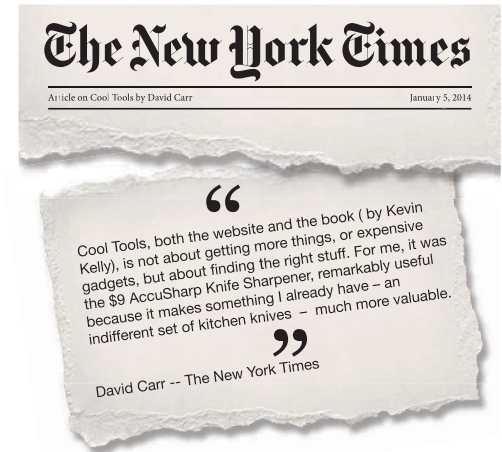 The New York Times
Article on Cool Tools by David Carr
January 5, 2014
“
Cool Tools, both the website and the book ( by Kevin
Kelly), is not about getting more things, or expensive
gadgets, but about finding the right stuff. For me, it was
the $9 AccuSharp Knife Sharpener, remarkably useful
because it makes something I already have – an
indifferent set of kitchen knives – much more valuable.
”
David Carr -- The New York Times